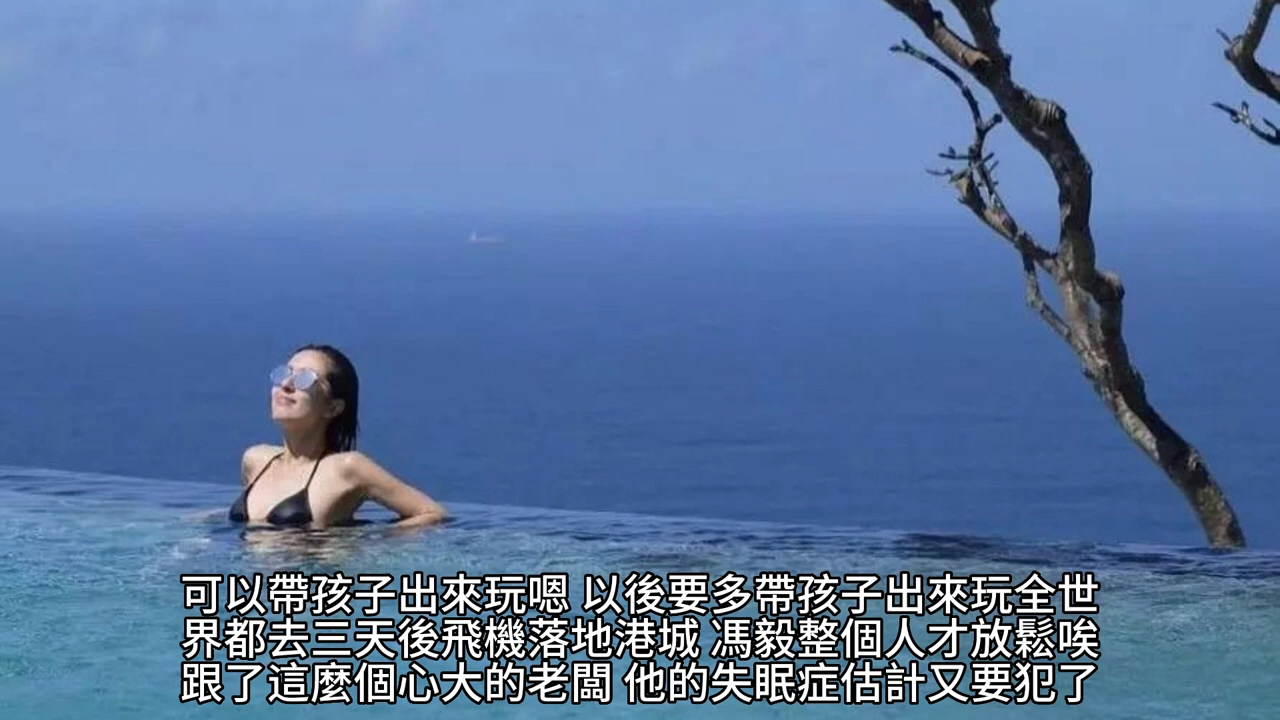 可以帶孩子出來玩嗯 以後要多帶孩子出來玩全世
界都去三天後飛機落地港城 馮毅整個人才放鬆唉
跟了這麼個心大的老闆 他的失眠症估計又要犯了